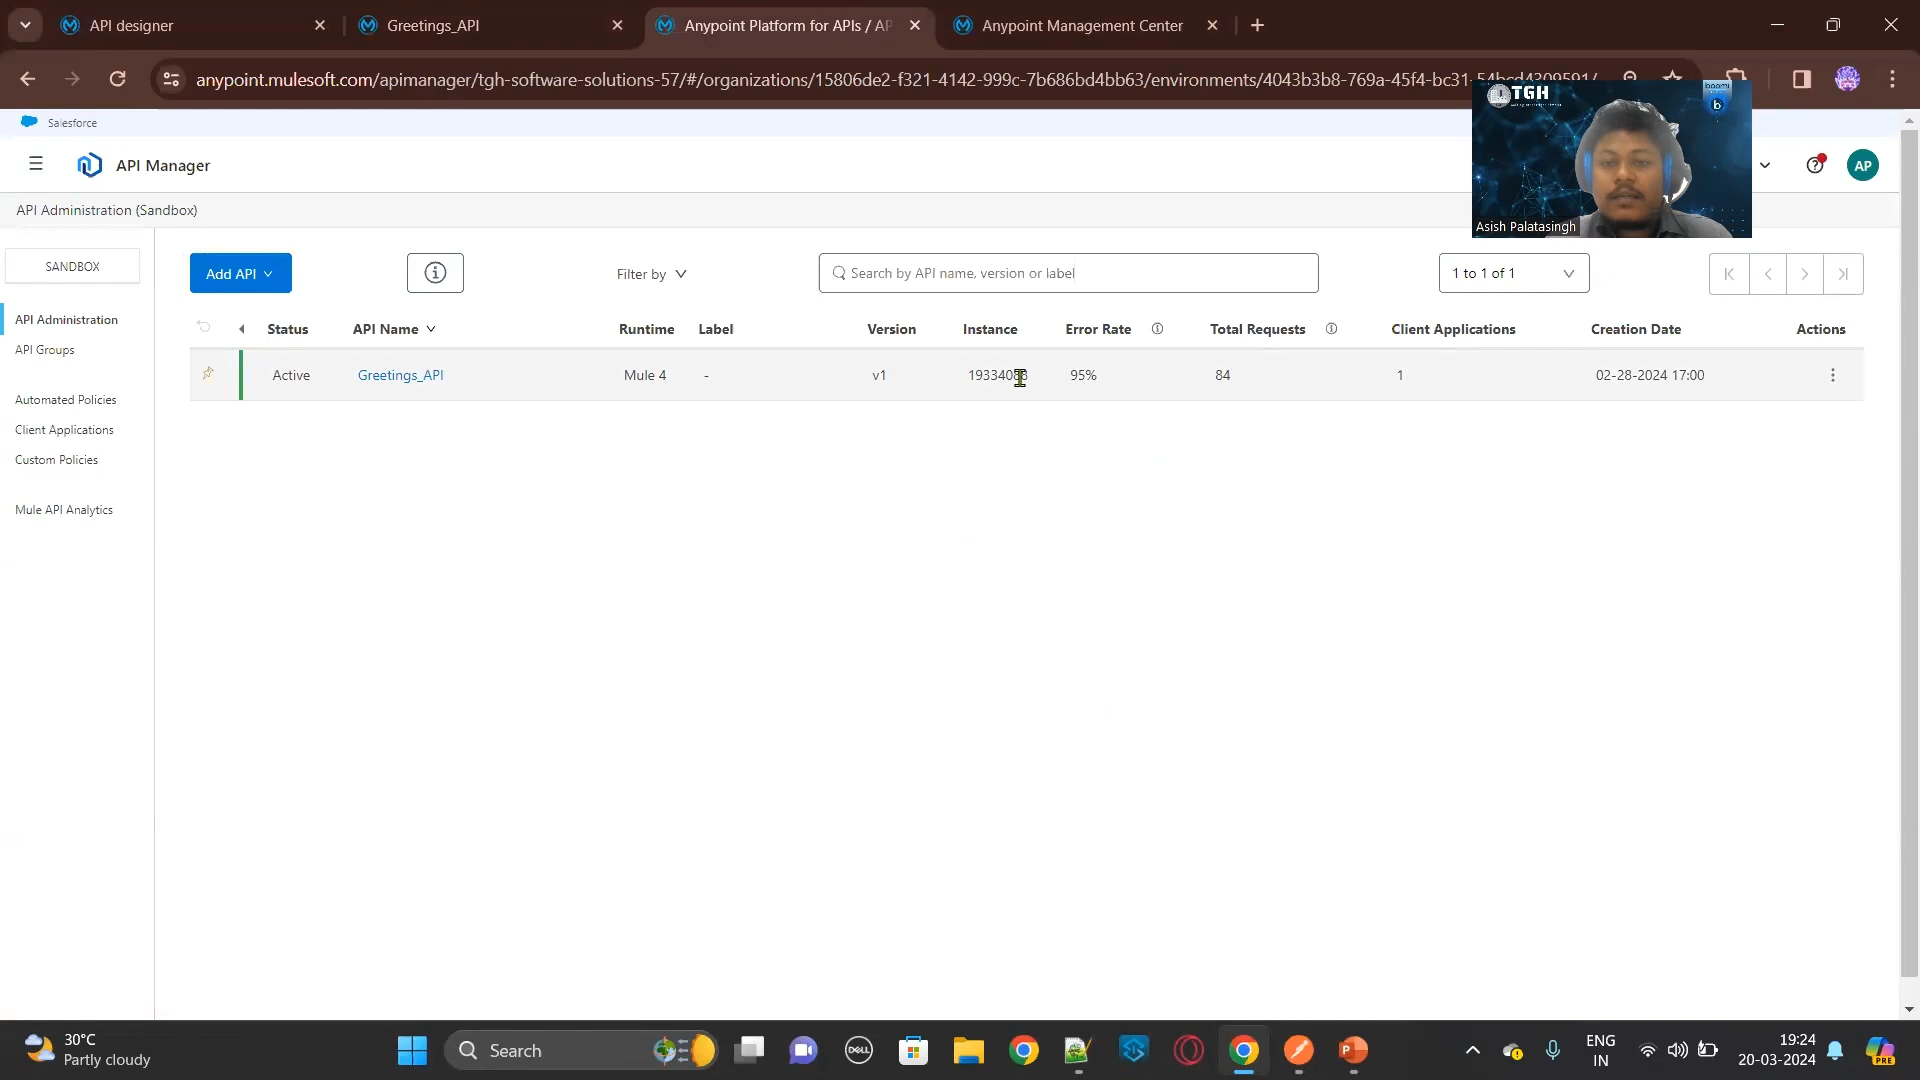 API designer
Greetings_API
Anypoint Platform for APIs / AP
Anypoint Management Center
anypoint.mulesoft.com/apimanager/tgh-software-solutions-57/#/organizations/15806de2-f321-4142-999c-7b686bd4bb63/environments/4043b3b8-769a-45f4-bc31-54bcd4309591/
TGH
boomi
b
Asish Palatasingh
Salesforce
API Manager
AP
API Administration (Sandbox)
SANDBOX
API Administration
API Groups
Automated Policies
Client Applications
Custom Policies
Mule API Analytics
Add API
Filter by
Search by API name, version or label
1 to 1 of 1
Status API Name Runtime Label Version Instance Error Rate Total Requests Client Applications Creation Date Actions
Active Greetings_API Mule 4 - v1 95% 84 1 02-28-2024 17:00
30°C
Partly cloudy
Search
DELL
P
ENG
IN
19:24
20-03-2024
PRE